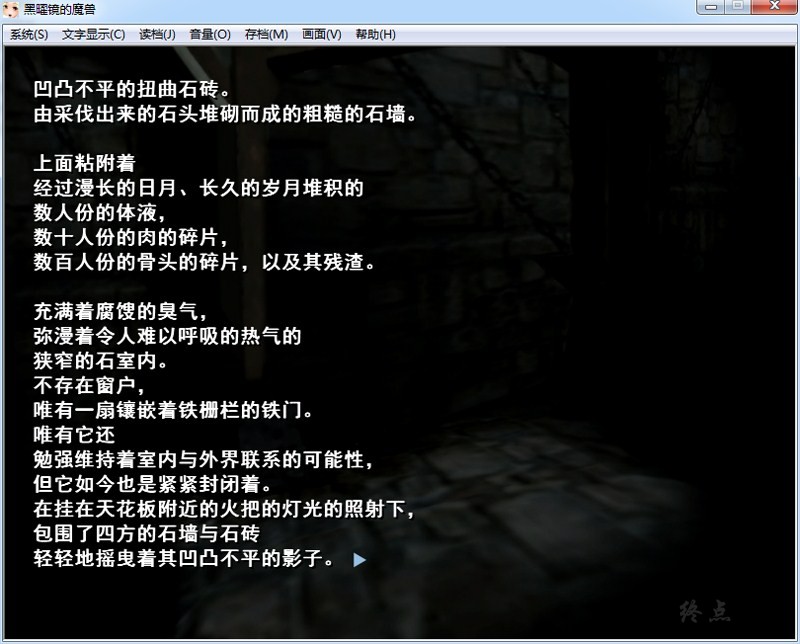 黑曜镜的魔兽
系统(S) 文字显示(C) 读档(J) 音量(O) 存档(M) 画面(V) 帮助(H)
凹凸不平的扭曲石砖。
由采伐出来的石头堆砌而成的粗糙的石墙。
上面粘附着
经过漫长的日月、长久的岁月堆积的
数人份的体液，
数十人份的肉的碎片，
数百人份的骨头的碎片，以及其残渣。
充满着腐馊的臭气，
弥漫着令人难以呼吸的热气的
狭窄的石室内。
不存在窗户，
唯有一扇镶嵌着铁栅栏的铁门。
唯有它还
勉强维持着室内与外界联系的可能性，
但它如今也是紧紧封闭着。
在挂在天花板附近的火把的灯光的照射下，
包围了四方的石墙与石砖
轻轻地摇曳着其凹凸不平的影子。
终点